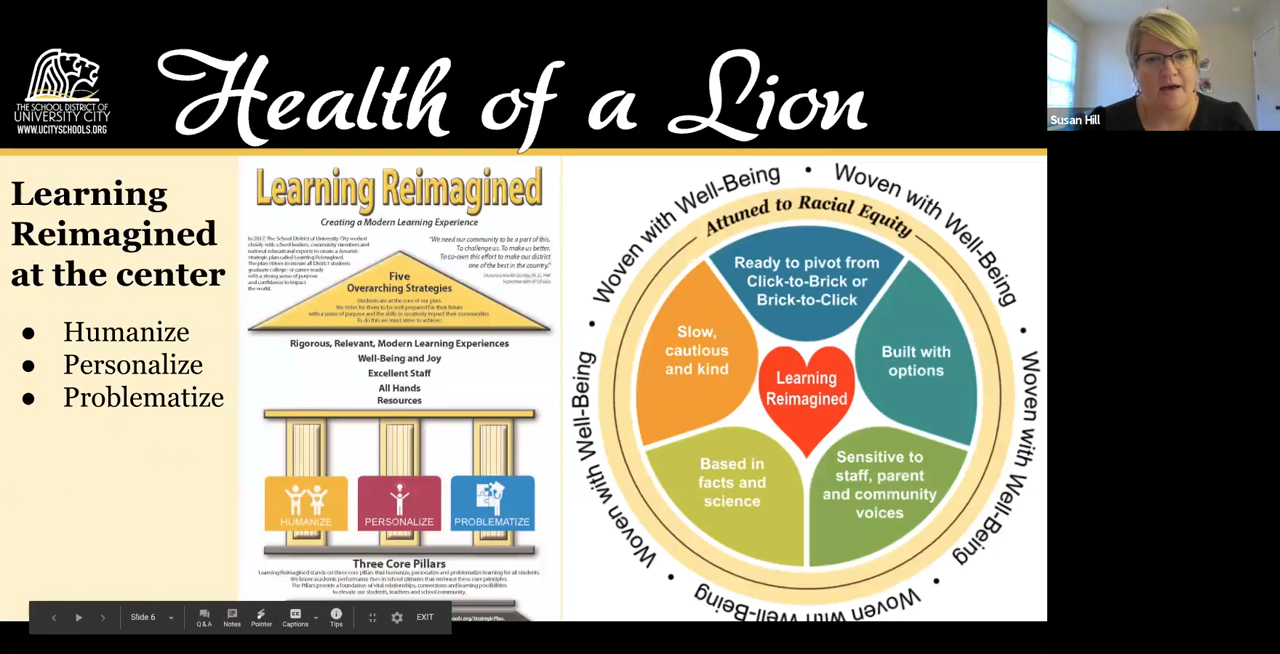 Health of a Lion
THE SCHOOL DISTRICT OF
UNIVERSITY CITY
WWW.UCITYSCHOOLS.ORG
Susan Hill
Learning
Reimagined
at the center
● Humanize
● Personalize
● Problematize
Learning Reimagined
Creating a Modern Learning Experience
In 2017, The School District of University City worked
closely with school leaders, community members and
national educational experts to create a dynamic
strategic plan called Learning Reimagined.
The plan strives to ensure all District students
graduate college- or career ready
with a strong sense of purpose
and confidence to impact
the world.
"We need our community to be a part of this.
To challenge us. To make us better.
To co-own this effort to make our district
one of the best in the country."
Superintendent of Schools
Five
Overarching Strategies
Students are at the core of our plan.
We thrive for them to be well-prepared for their future
with a sense of purpose and the skills to creatively impact their communities
To do this we must strive to achieve:
Rigorous, Relevant, Modern Learning Experiences
Well-Being and Joy
Excellent Staff
All Hands
Resources
HUMANIZE
PERSONALIZE
PROBLEMATIZE
Three Core Pillars
Learning Reimagined stands on three core pillars that humanize, personalize and problematize learning for all students.
We know academic performance rises in school climates that embrace these core principles.
The Pillars provide a foundation of vital relationships, connections and learning possibilities
to elevate our students, teachers and school community.
Woven with Well-Being • Woven with Well-Being • Woven with Well-Being • Woven with Well-Being • Woven with Well-Being • Woven with Well-Being •
Attuned to Racial Equity
Ready to pivot from
Click-to-Brick or
Brick-to-Click
Slow,
cautious
and kind
Built with
options
Learning
Reimagined
Based in
facts and
science
Sensitive to
staff, parent
and community
voices
Slide 6
Q & A
Notes
Pointer
Captions
Tips
EXIT